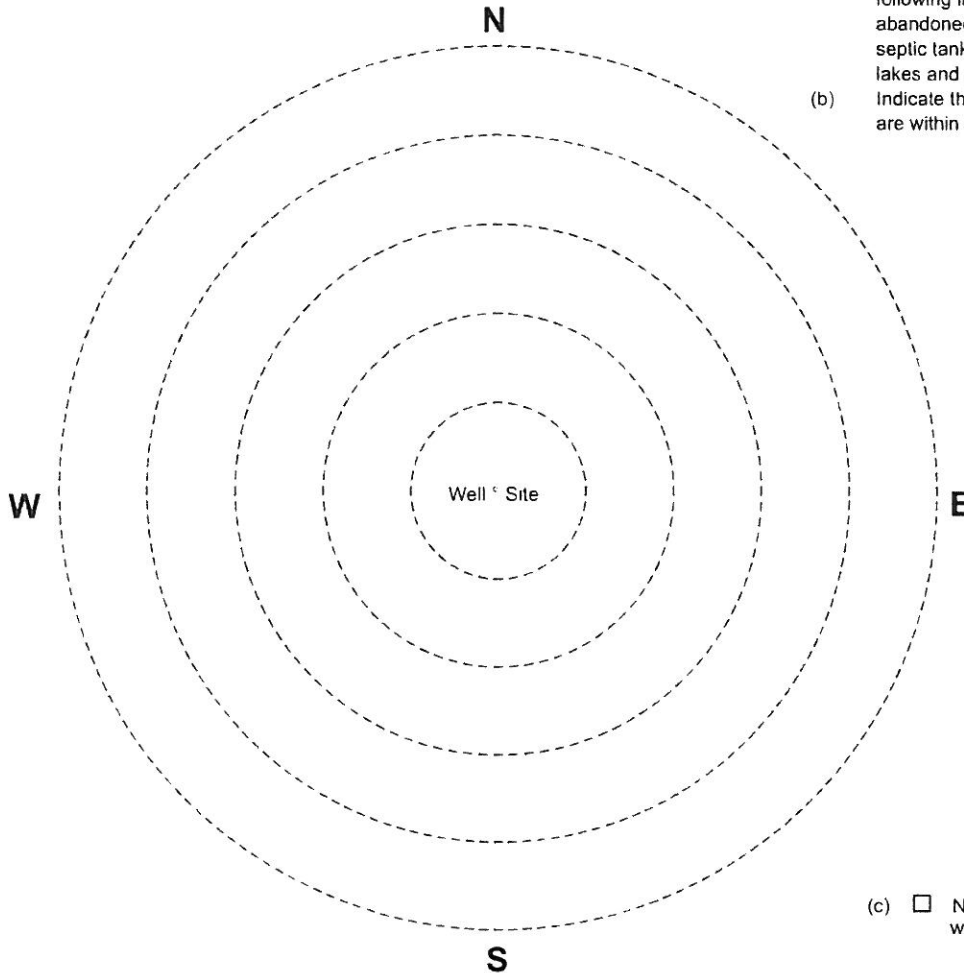 following
abandoned
septic tank
lakes and
(b) Indicate th
are within
N
W
Well Site
E
S
(c) ☐ N
w